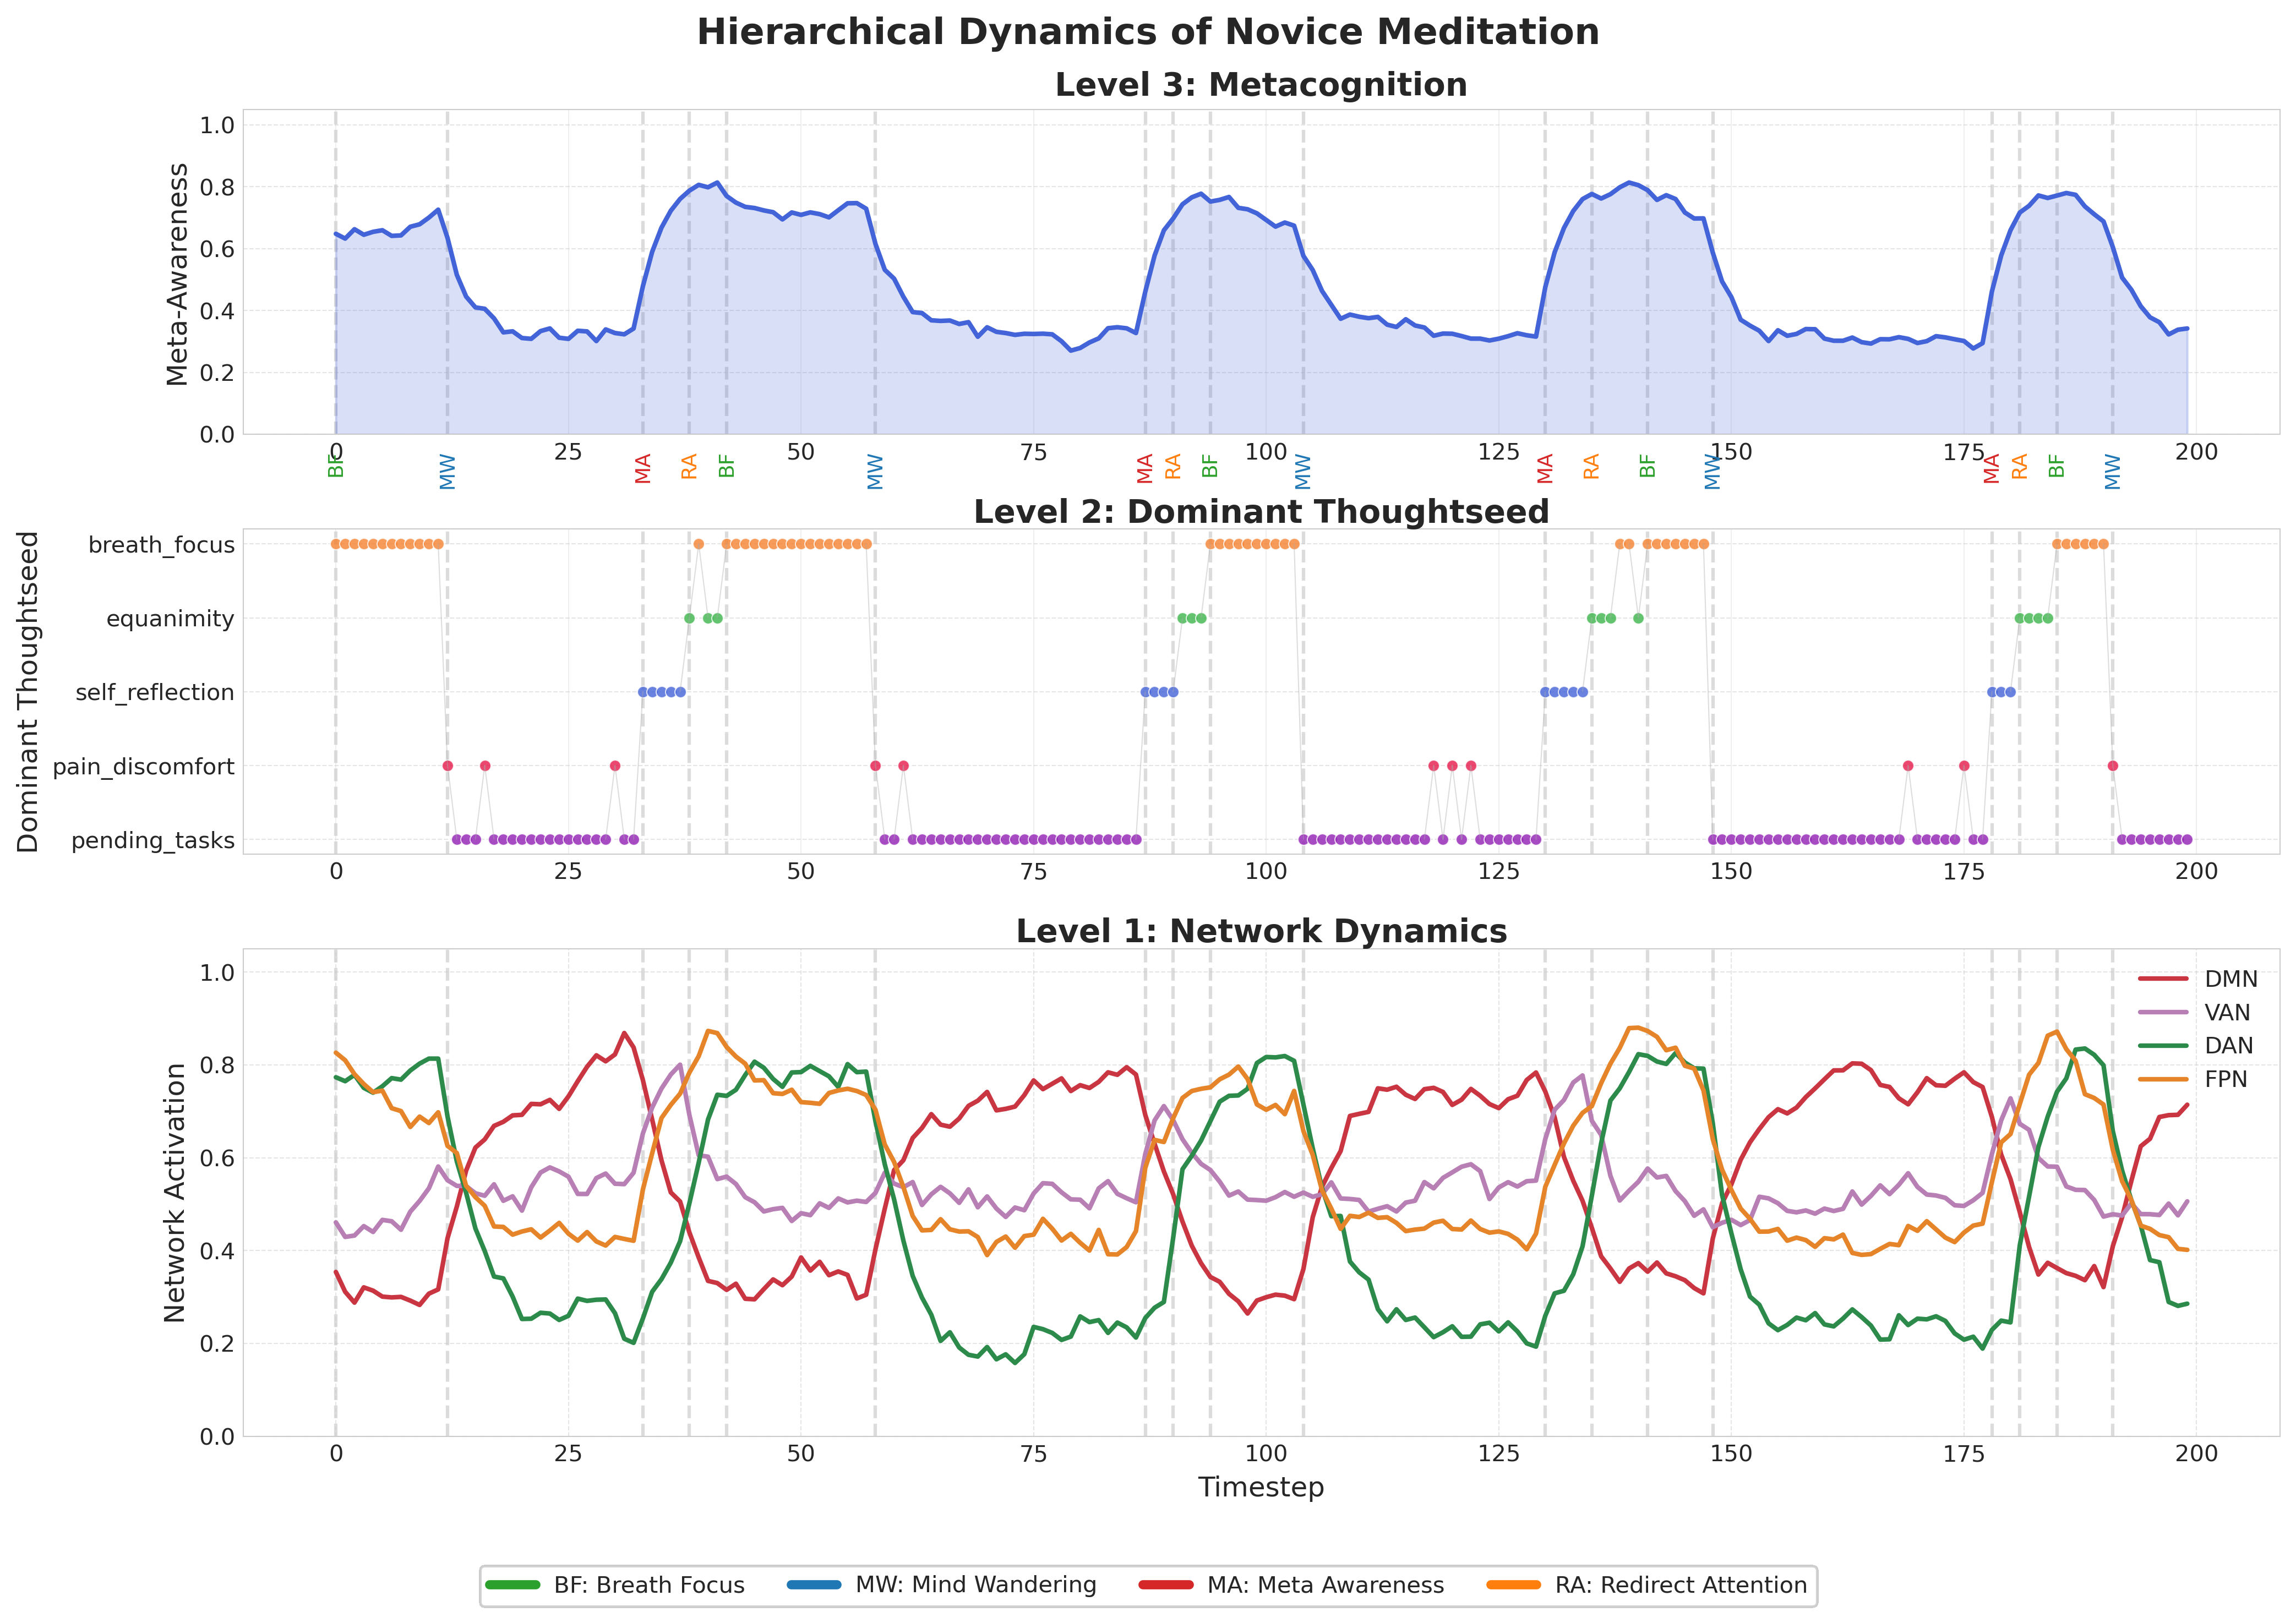 Hierarchical Dynamics of Novice Meditation
Level 3: Metacognition
Meta-Awareness
1.0
0.8
0.6
0.4
0.2
0.0
0 25 50 75 100 125 150 175 200
BF MW MA RA BF MW MA RA BF MW MA RA BF MW MA RA BF MW
Level 2: Dominant Thoughtseed
Dominant Thoughtseed
breath_focus
equanimity
self_reflection
pain_discomfort
pending_tasks
0 25 50 75 100 125 150 175 200
Level 1: Network Dynamics
Network Activation
1.0
0.8
0.6
0.4
0.2
0.0
DMN
VAN
DAN
FPN
0 25 50 75 100 125 150 175 200
Timestep
BF: Breath Focus MW: Mind Wandering MA: Meta Awareness RA: Redirect Attention